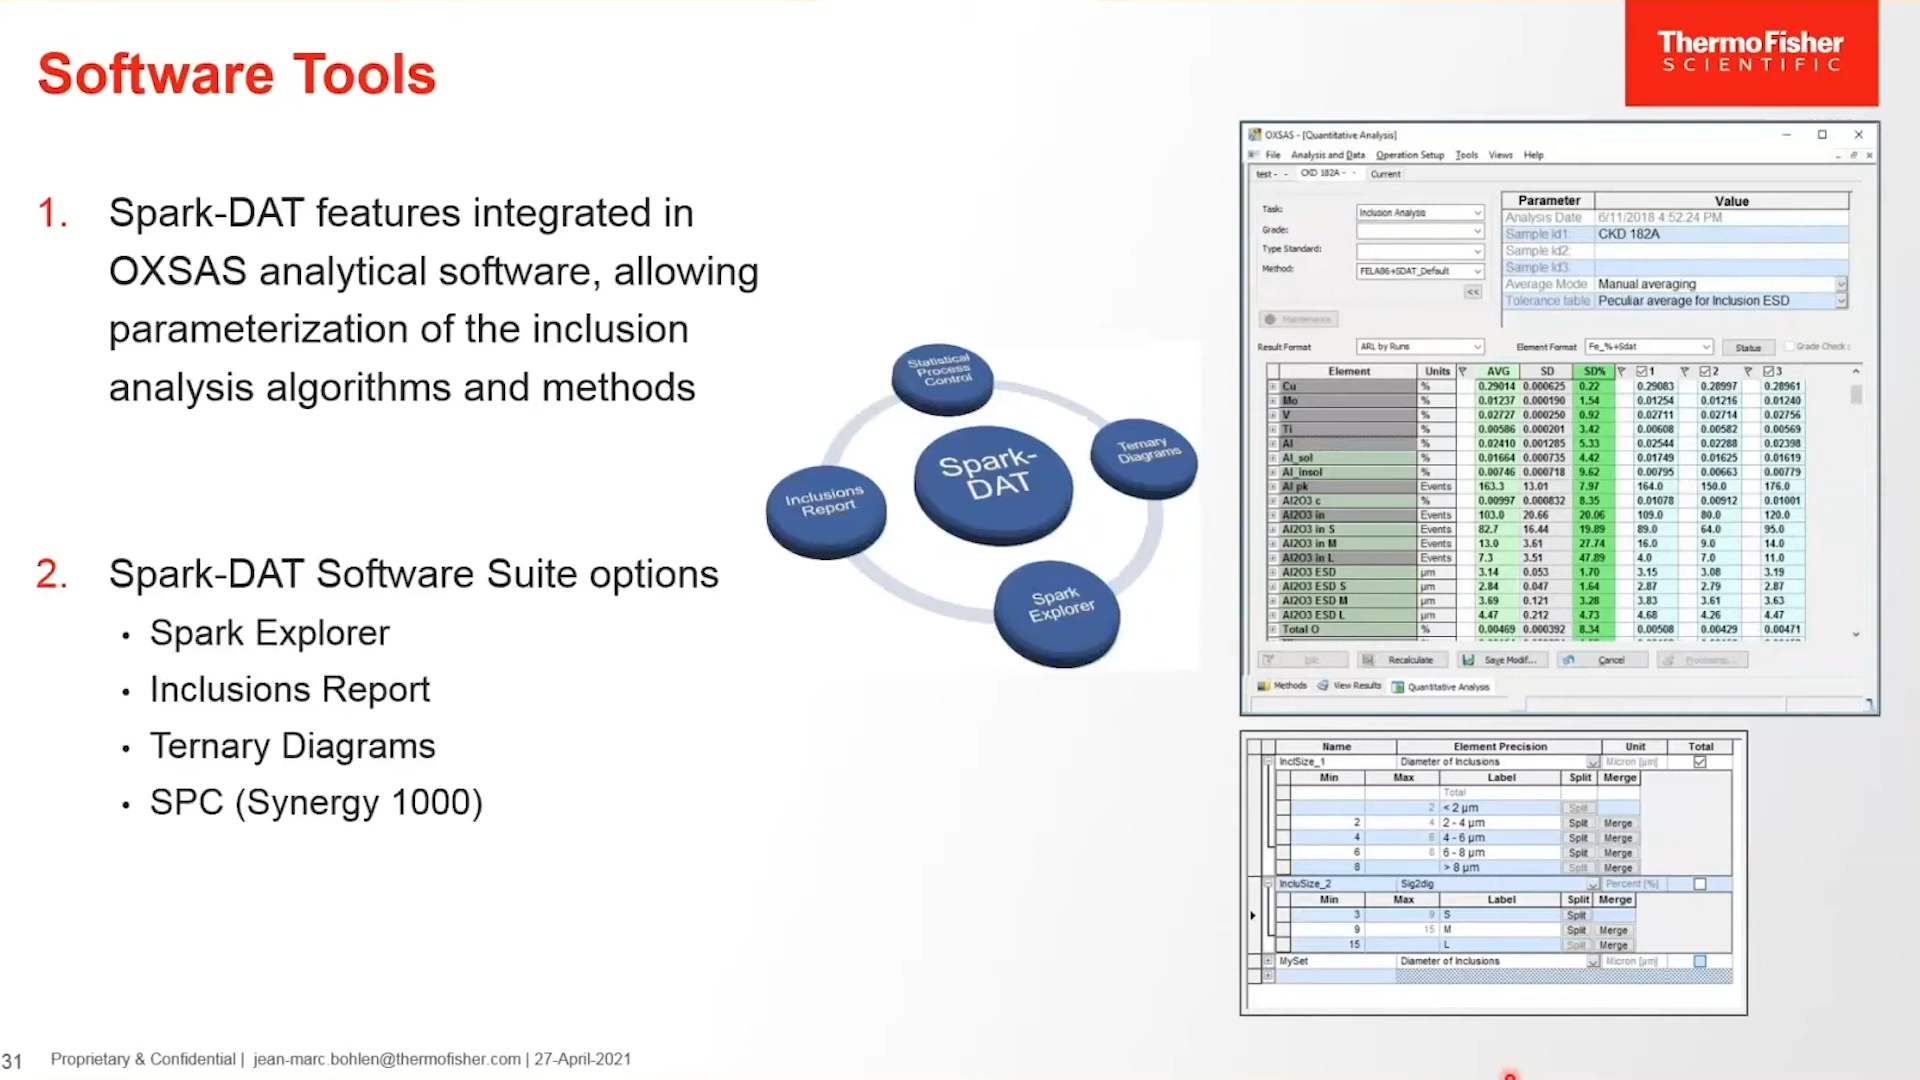 Software Tools
ThermoFisher
SCIENTIFIC
1. Spark-DAT features integrated in
OXSAS analytical software, allowing
parameterization of the inclusion
analysis algorithms and methods
2. Spark-DAT Software Suite options
• Spark Explorer
• Inclusions Report
• Ternary Diagrams
• SPC (Synergy 1000)
Statistical
Process
Control
Ternary
Diagrams
Spark-
DAT
Inclusions
Report
Spark
Explorer
OXSAS - [Quantitative Analysis]
File Analysis and Data Operation Setup Tools Views Help
test - - CKD 182A - - Current
Task: Inclusion Analysis
Grade:
Type Standard:
Method: FELA86+SDAT_Default
<<
Maintenance
Parameter Value
Analysis Date 6/11/2018 4:52:24 PM
Sample Id1: CKD 182A
Sample Id2:
Sample Id3
Average Mode Manual averaging
Tolerance table Peculiar average for Inclusion ESD
Result Format ARL by Runs Element Format Fe_%+Sdat Status Grade Check
Element Units AVG SD SD% 1 2 3
Cu % 0.29014 0.000625 0.22 0.29083 0.28997 0.28961
Mo % 0.01237 0.000190 1.54 0.01254 0.01216 0.01240
V % 0.02727 0.000250 0.92 0.02711 0.02714 0.02756
Ti % 0.00586 0.000201 3.42 0.00608 0.00582 0.00569
Al % 0.02410 0.001285 5.33 0.02544 0.02288 0.02398
Al_sol % 0.01664 0.000735 4.42 0.01749 0.01625 0.01619
Al_insol % 0.00746 0.000718 9.62 0.00795 0.00663 0.00779
Al pk Events 163.3 13.01 7.97 164.0 150.0 176.0
Al2O3 c % 0.00997 0.000832 8.35 0.01078 0.00912 0.01001
Al2O3 in Events 103.0 20.66 20.06 109.0 80.0 120.0
Al2O3 in S Events 82.7 16.44 19.89 89.0 64.0 95.0
Al2O3 in M Events 13.0 3.61 27.74 16.0 9.0 14.0
Al2O3 in L Events 7.3 3.51 47.89 4.0 7.0 11.0
Al2O3 ESD µm 3.14 0.053 1.70 3.15 3.08 3.19
Al2O3 ESD S µm 2.84 0.047 1.64 2.87 2.79 2.87
Al2O3 ESD M µm 3.69 0.121 3.28 3.83 3.61 3.63
Al2O3 ESD L µm 4.47 0.212 4.73 4.68 4.26 4.47
Total O % 0.00469 0.000392 8.34 0.00508 0.00429 0.00471
Edit Recalculate Save Modif... Cancel Processing...
Methods View Results Quantitative Analysis
Name Element Precision Unit Total
InclSize_1 Diameter of Inclusions Micron [µm]
Min Max Label Split Merge
Total
2 < 2 µm Split
2 4 2 - 4 µm Split Merge
4 6 4 - 6 µm Split Merge
6 8 6 - 8 µm Split Merge
8 > 8 µm Split Merge
IncluSize_2 Sig2dig Percent [%]
Min Max Label Split Merge
3 9 S Split
9 15 M Split Merge
15 L Split Merge
MySet Diameter of Inclusions Micron [µm]
31 Proprietary & Confidential | jean-marc.bohlen@thermofisher.com | 27-April-2021